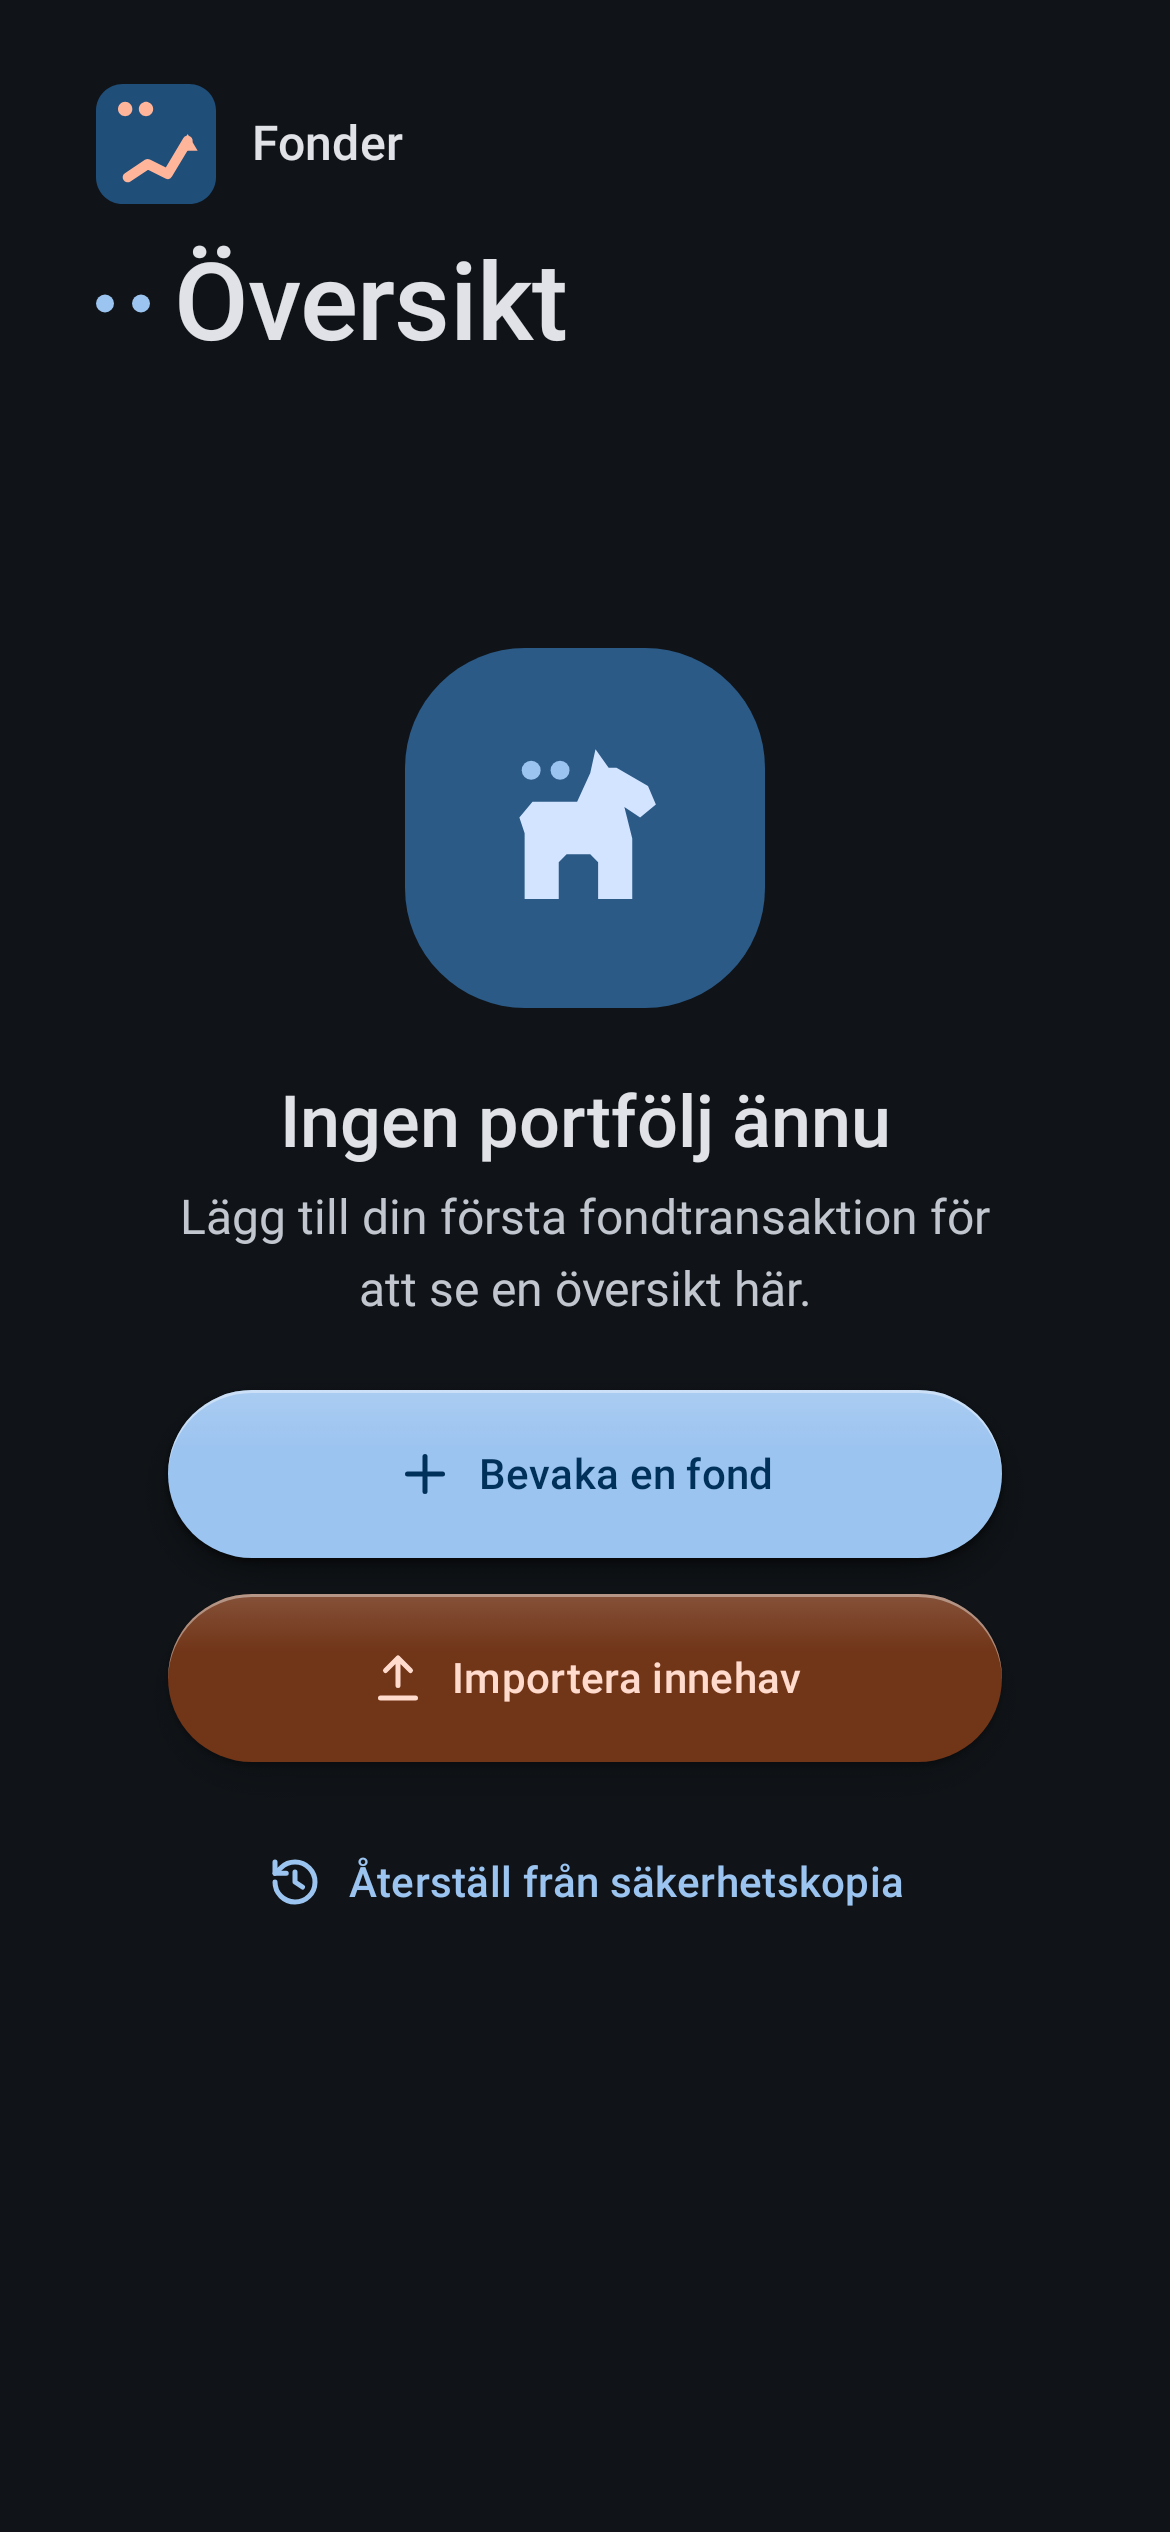 Fonder
Översikt
Ingen portfölj ännu
Lägg till din första fondtransaktion för
att se en översikt här.
Bevaka en fond
Importera innehav
Återställ från säkerhetskopia